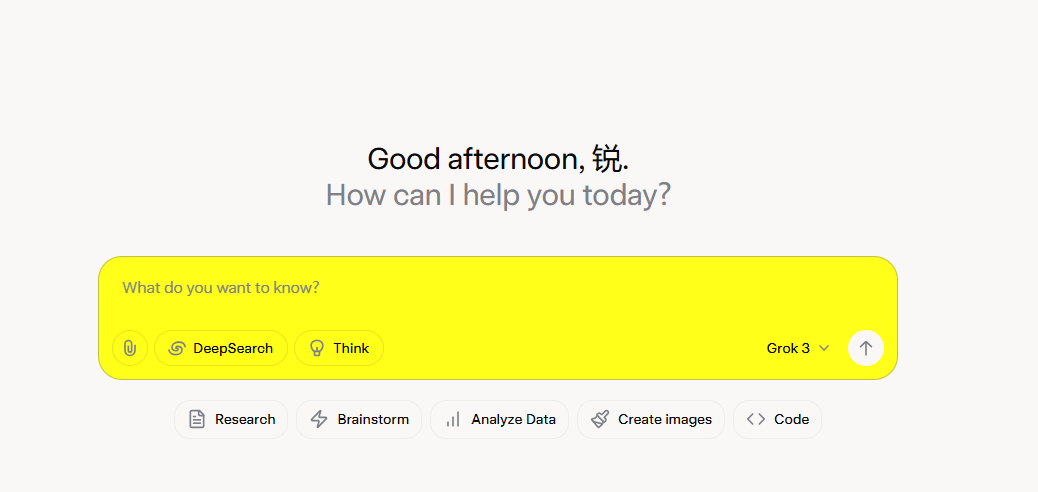 Good afternoon, 锐.
How can I help you today?
What do you want to know?
DeepSearch Think Grok 3
Research Brainstorm Analyze Data Create images Code